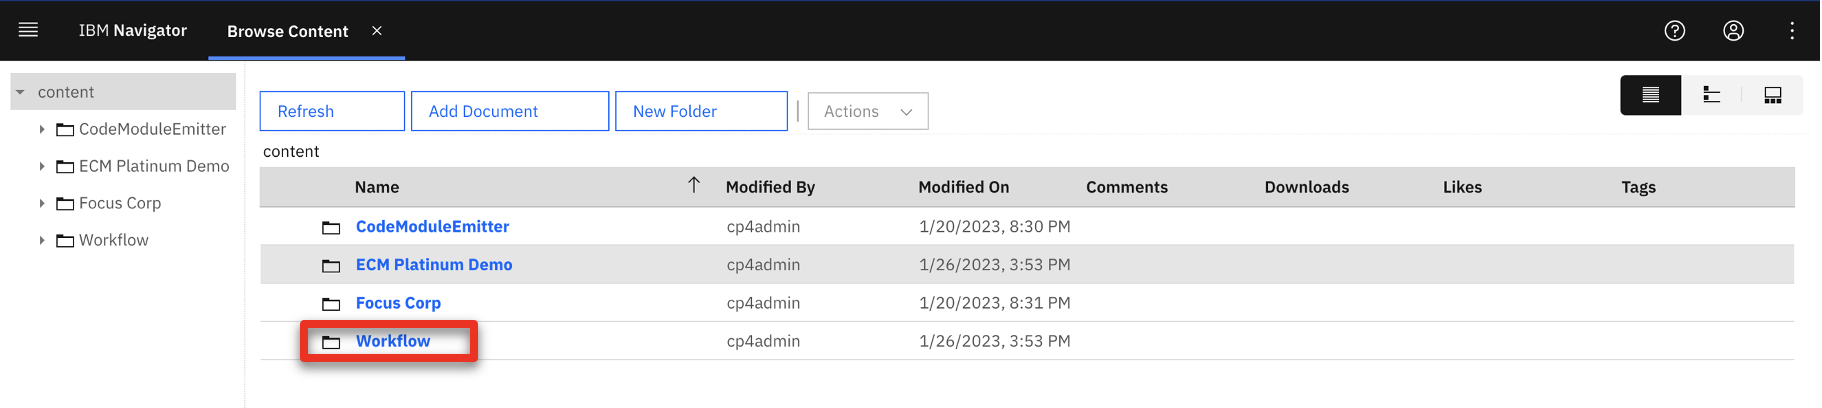 IBM Navigator Browse Content ×
content
CodeModuleEmitter
ECM Platinum Demo
Focus Corp
Workflow
Refresh Add Document New Folder Actions
content
Name Modified By Modified On Comments Downloads Likes Tags
CodeModuleEmitter cp4admin 1/20/2023, 8:30 PM
ECM Platinum Demo cp4admin 1/26/2023, 3:53 PM
Focus Corp cp4admin 1/20/2023, 8:31 PM
Workflow cp4admin 1/26/2023, 3:53 PM